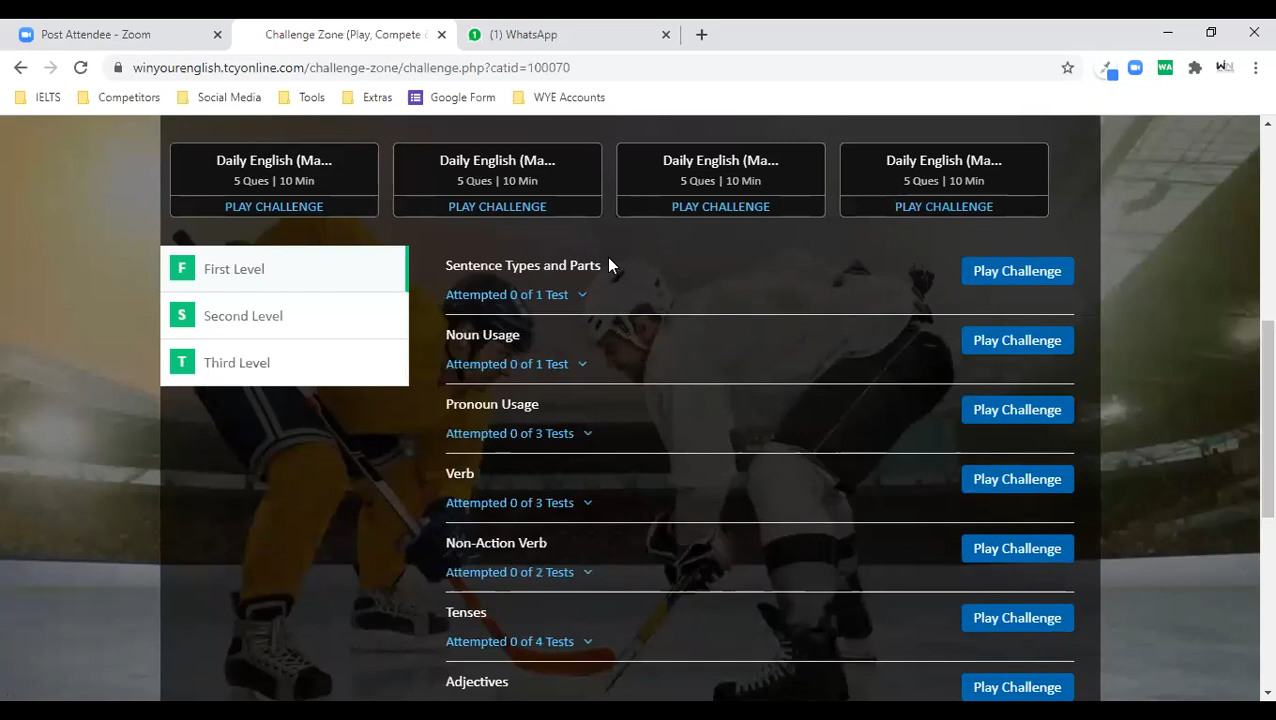 Post Attendee - Zoom
Challenge Zone (Play, Compete
(1) WhatsApp
winyourenglish.tcyonline.com/challenge-zone/challenge.php?catid=100070
IELTS Competitors Social Media Tools Extras Google Form WYE Accounts
Daily English (Ma... Daily English (Ma... Daily English (Ma... Daily English (Ma...
5 Ques | 10 Min 5 Ques | 10 Min 5 Ques | 10 Min 5 Ques | 10 Min
PLAY CHALLENGE PLAY CHALLENGE PLAY CHALLENGE PLAY CHALLENGE
F First Level
S Second Level
T Third Level
Sentence Types and Parts
Attempted 0 of 1 Test
Play Challenge
Noun Usage
Attempted 0 of 1 Test
Play Challenge
Pronoun Usage
Attempted 0 of 3 Tests
Play Challenge
Verb
Attempted 0 of 3 Tests
Play Challenge
Non-Action Verb
Attempted 0 of 2 Tests
Play Challenge
Tenses
Attempted 0 of 4 Tests
Play Challenge
Adjectives
Play Challenge